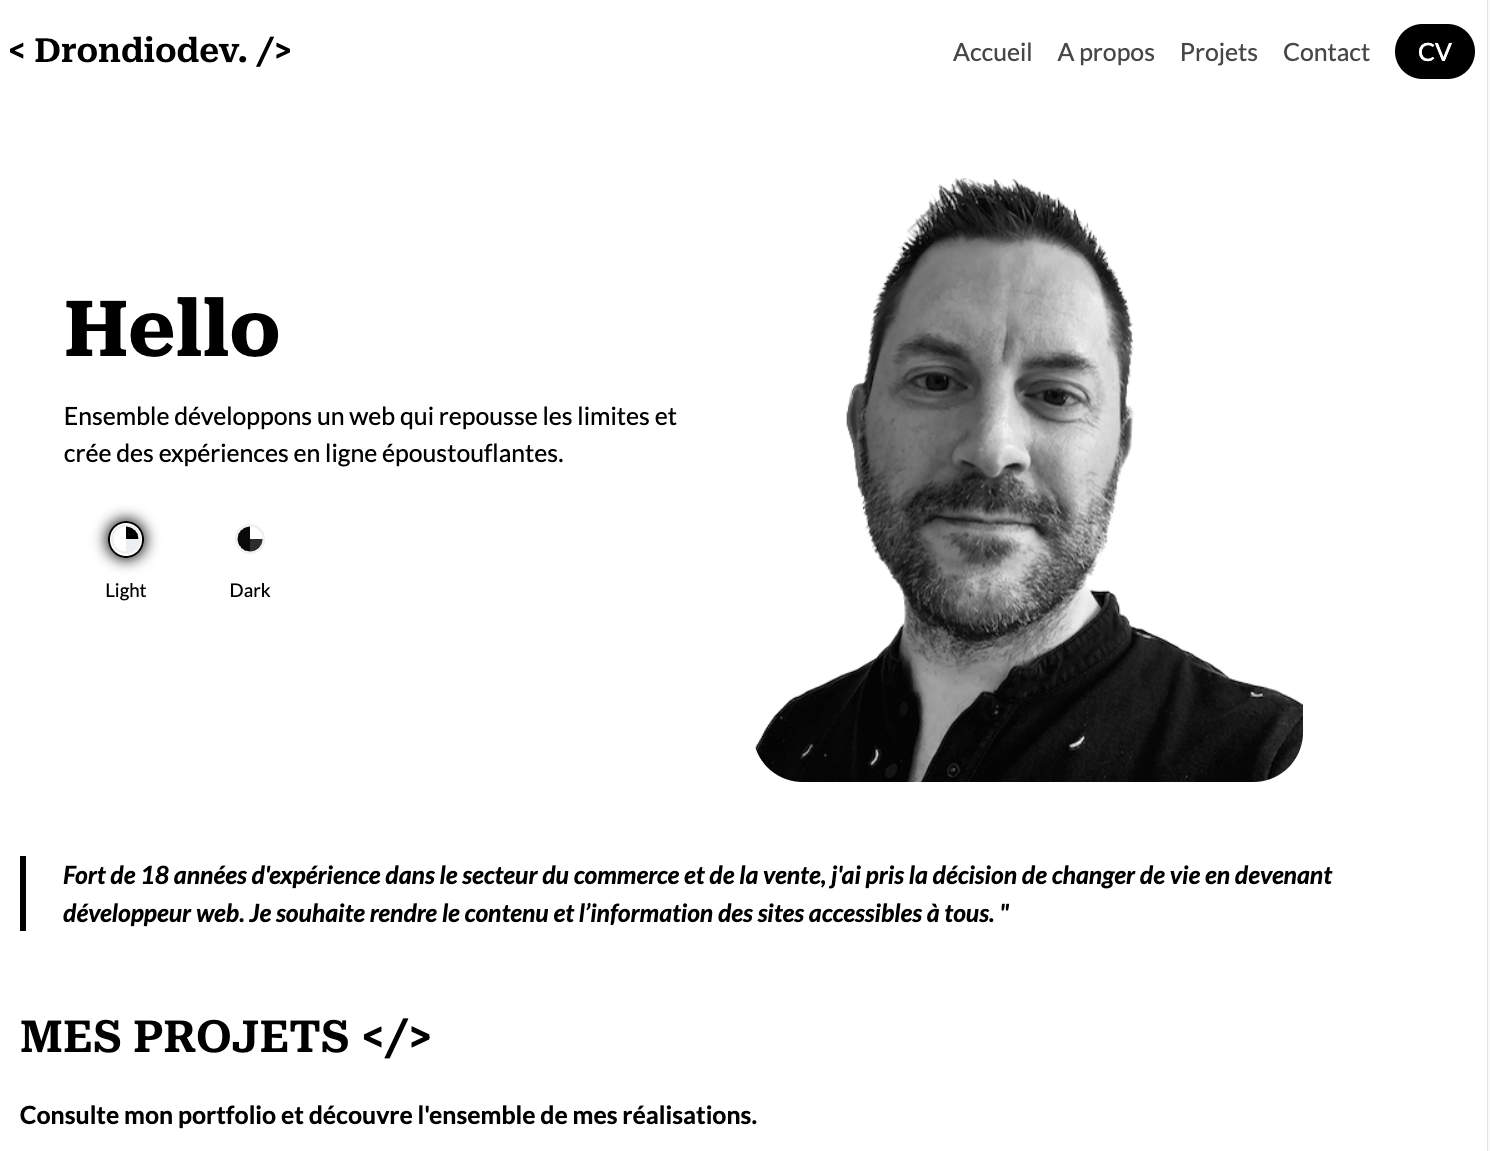 < Drondiodev. />
Accueil A propos Projets Contact CV
Hello
Ensemble développons un web qui repousse les limites et
crée des expériences en ligne époustouflantes.
Light Dark
Fort de 18 années d'expérience dans le secteur du commerce et de la vente, j'ai pris la décision de changer de vie en devenant
développeur web. Je souhaite rendre le contenu et l’information des sites accessibles à tous. "
MES PROJETS </>
Consulte mon portfolio et découvre l'ensemble de mes réalisations.